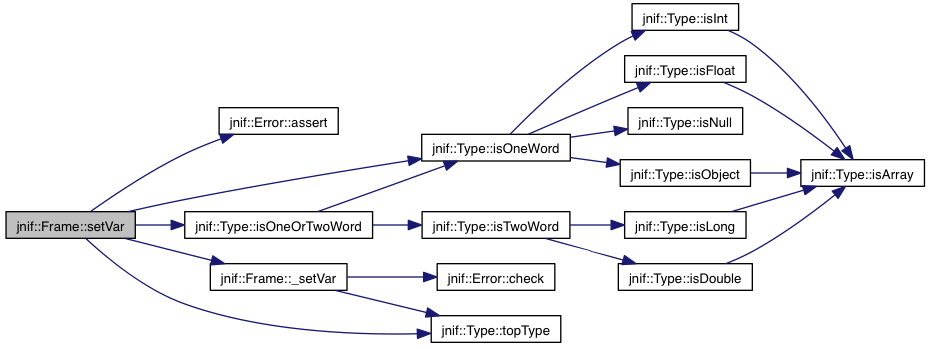 jnif::Type::isInt
jnif::Type::isFloat
jnif::Error::assert
jnif::Type::isNull
jnif::Type::isOneWord
jnif::Type::isObject
jnif::Type::isArray
jnif::Frame::setVar
jnif::Type::isOneOrTwoWord
jnif::Type::isTwoWord
jnif::Type::isLong
jnif::Frame::_setVar
jnif::Error::check
jnif::Type::isDouble
jnif::Type::topType